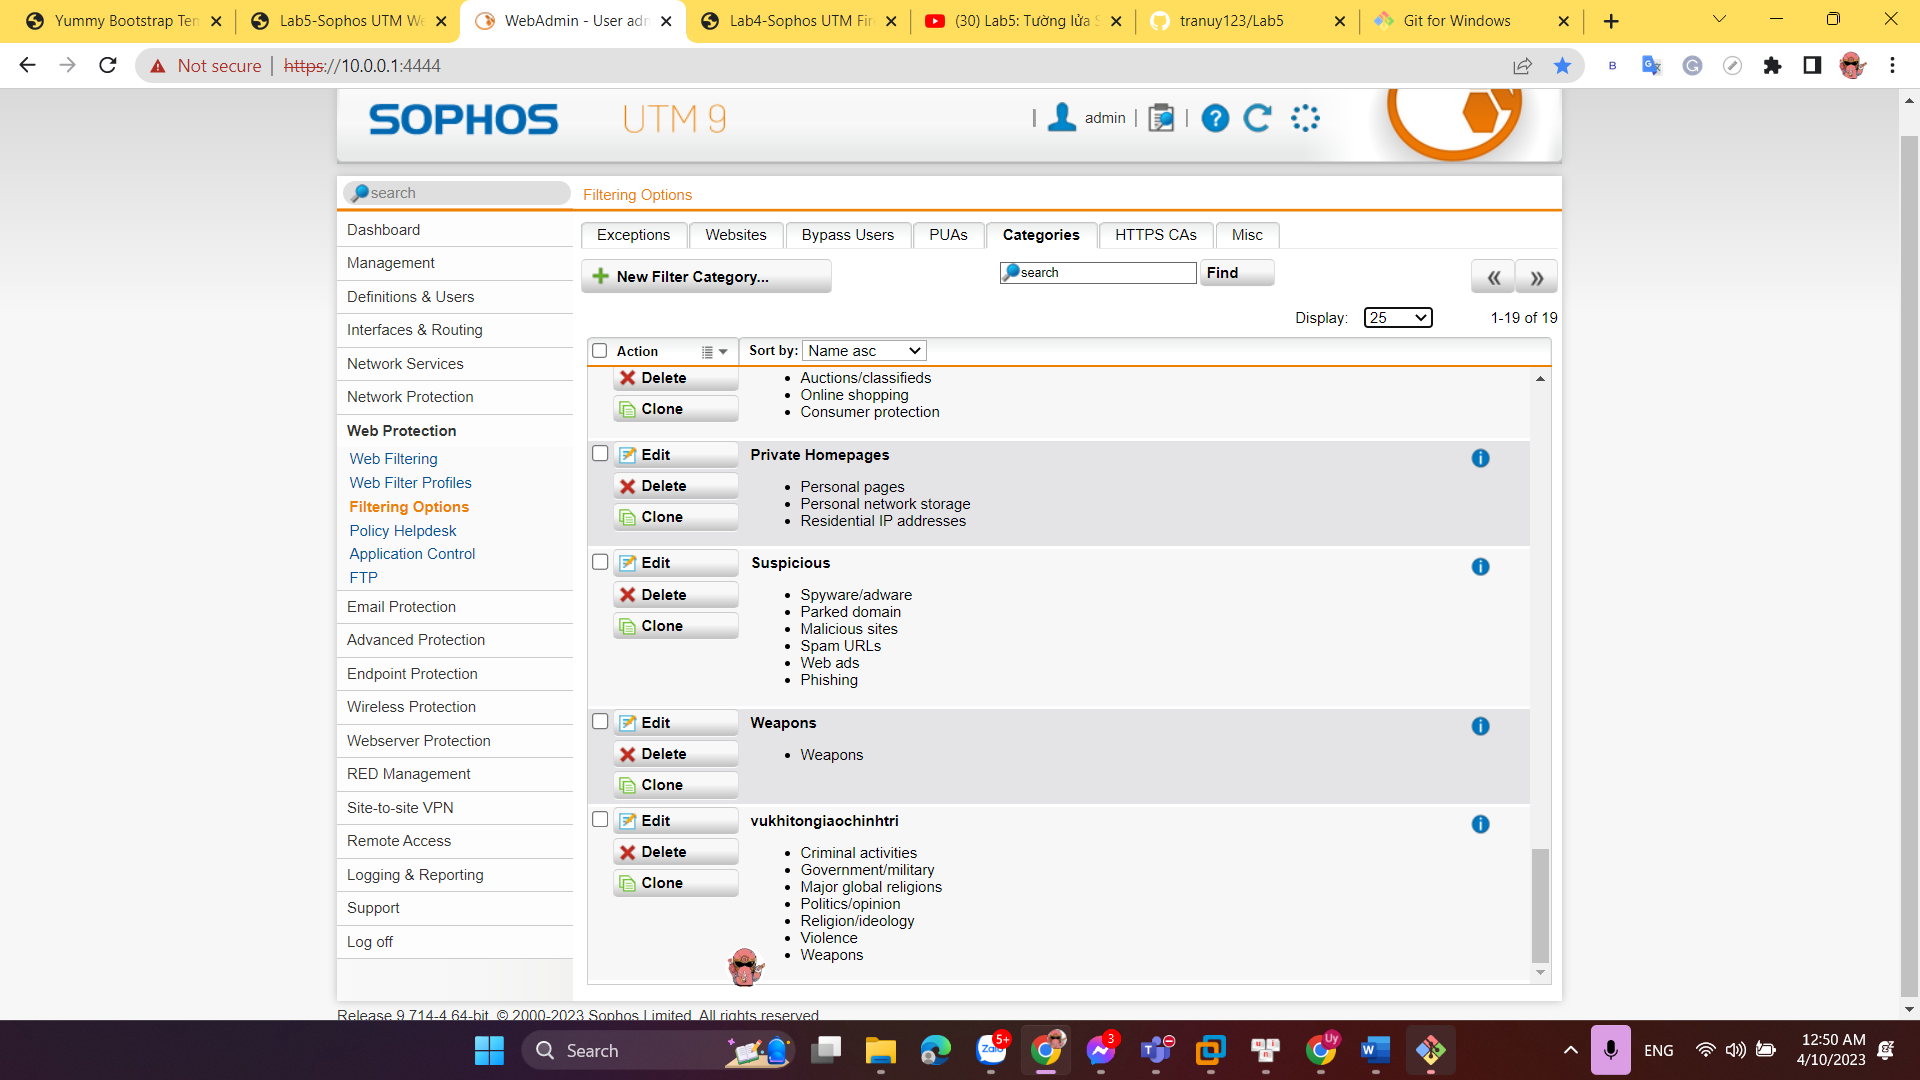 Yummy Bootstrap Ten
Lab5-Sophos UTM We
WebAdmin - User adn
Lab4-Sophos UTM Fir
(30) Lab5: Tường lửa S
tranuy123/Lab5
Git for Windows
Not secure | https://10.0.0.1:4444
SOPHOS UTM 9
| admin | |
search
Filtering Options
Exceptions Websites Bypass Users PUAs Categories HTTPS CAs Misc
New Filter Category...
search
Find
Display: 25 1-19 of 19
Action Sort by: Name asc
Dashboard
Management
Definitions & Users
Interfaces & Routing
Network Services
Network Protection
Web Protection
Web Filtering
Web Filter Profiles
Filtering Options
Policy Helpdesk
Application Control
FTP
Email Protection
Advanced Protection
Endpoint Protection
Wireless Protection
Webserver Protection
RED Management
Site-to-site VPN
Remote Access
Logging & Reporting
Support
Log off
Delete
Clone
• Auctions/classifieds
• Online shopping
• Consumer protection
Edit
Delete
Clone
Private Homepages
• Personal pages
• Personal network storage
• Residential IP addresses
Edit
Delete
Clone
Suspicious
• Spyware/adware
• Parked domain
• Malicious sites
• Spam URLs
• Web ads
• Phishing
Edit
Delete
Clone
Weapons
• Weapons
Edit
Delete
Clone
vukhitongiaochinhtri
• Criminal activities
• Government/military
• Major global religions
• Politics/opinion
• Religion/ideology
• Violence
• Weapons
Release 9.714-4 64-bit © 2000-2023 Sophos Limited. All rights reserved.
Search
Zalo
5+
3
Uy
ENG
12:50 AM
4/10/2023